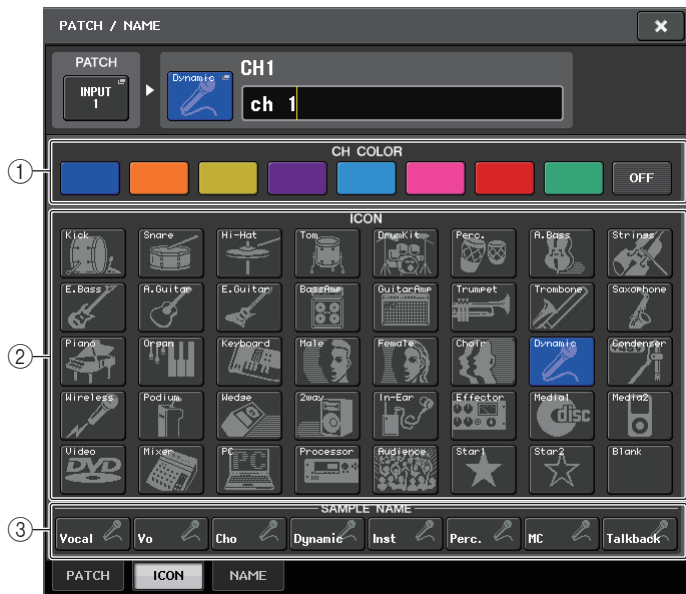 PATCH / NAME
PATCH
INPUT
1
Dynamic
CH1
ch 1
1
CH COLOR
OFF
2
ICON
Kick Snare Hi-Hat Tom DrumKit Perc. A.Bass Strings
E.Bass A.Guitar E.Guitar BassAmp GuitarAmp Trumpet Trombone Saxophone
Piano Organ Keyboard Male Female Choir Dynamic Condenser
Wireless Podium Wedge 2way In-Ear Effector Media1 disc Media2
Video DVD Mixer PC PC Processor Audience Star1 Star2 Blank
3
SAMPLE NAME
Vocal Vo Cho Dynamic Inst Perc. MC Talkback
PATCH ICON NAME